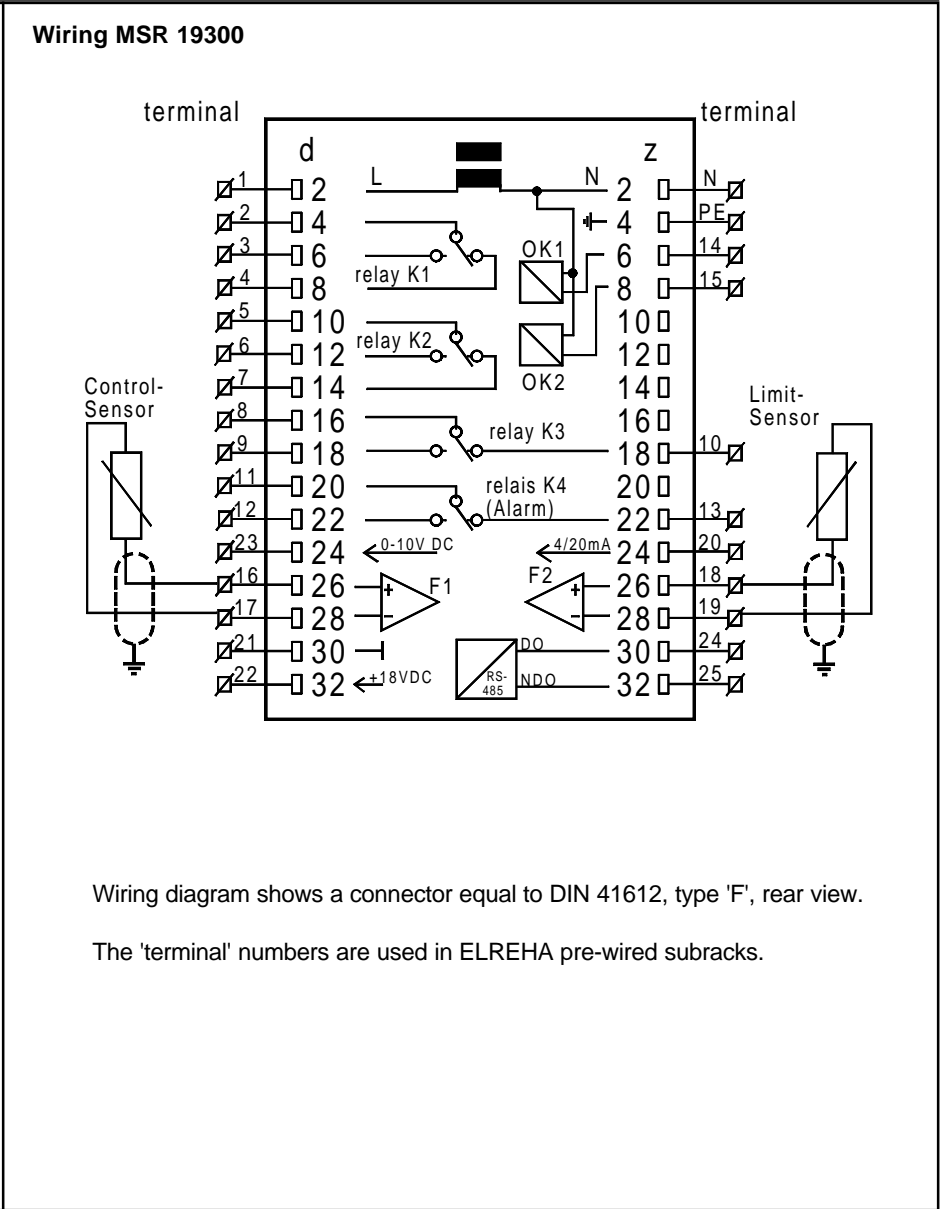 Wiring MSR 19300
terminal terminal
d z
1 2 L N 2 N
2 4 4 PE
3 6 OK1 6 14
4 8 relay K1 8 15
5 10 10
6 12 relay K2 12
7 14 OK2 14
Control-
Sensor
Limit-
Sensor
8 16 16
9 18 relay K3 18 10
11 20 relais K4 20
12 22 (Alarm) 22 13
23 24 0-10V DC 4/20mA 24 20
16 26 + F1 F2 + 26 18
17 28 - - 28 19
21 30 DO 30 24
22 32 +18VDC RS-
485 NDO 32 25
Wiring diagram shows a connector equal to DIN 41612, type 'F', rear view.
The 'terminal' numbers are used in ELREHA pre-wired subracks.